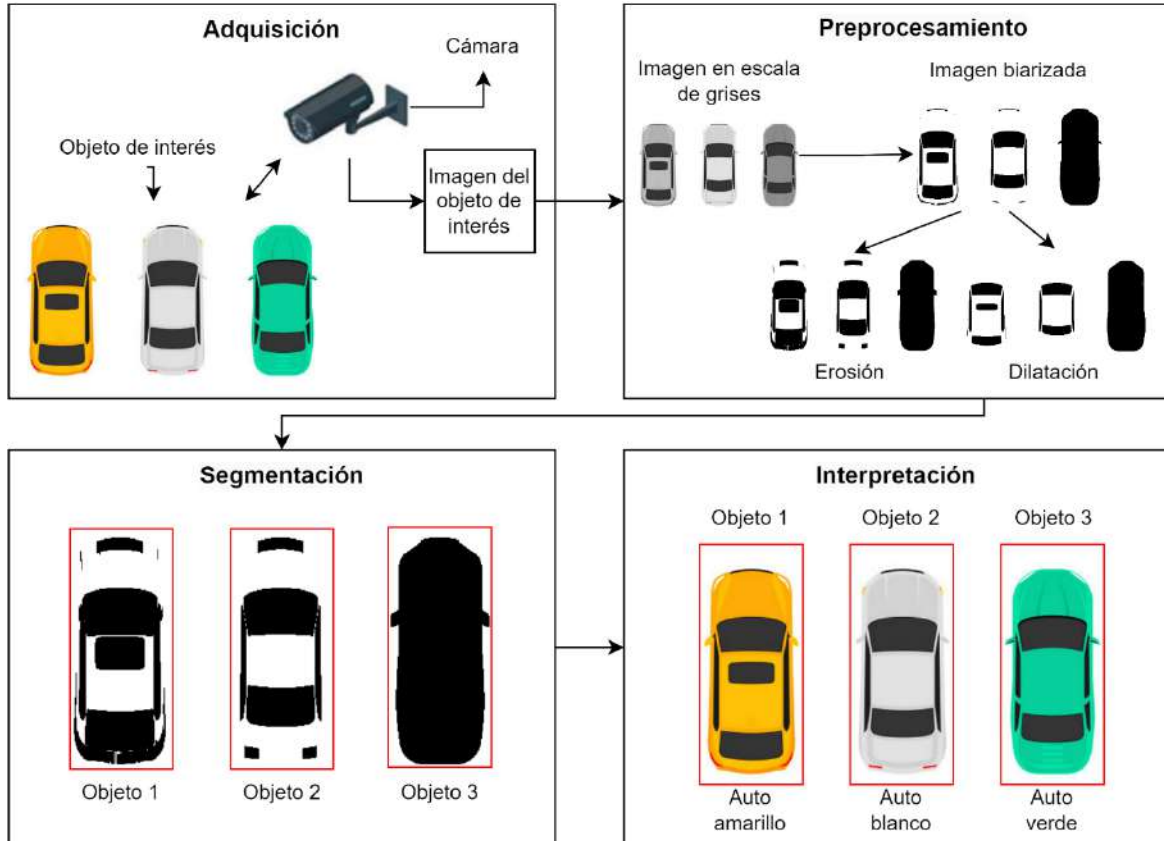 Adquisición
Cámara
Objeto de interés
Imagen del
objeto de
interés
Preprocesamiento
Imagen en escala
de grises
Imagen biarizada
Erosión
Dilatación
Segmentación
Objeto 1
Objeto 2
Objeto 3
Interpretación
Objeto 1
Objeto 2
Objeto 3
Auto
amarillo
Auto
blanco
Auto
verde